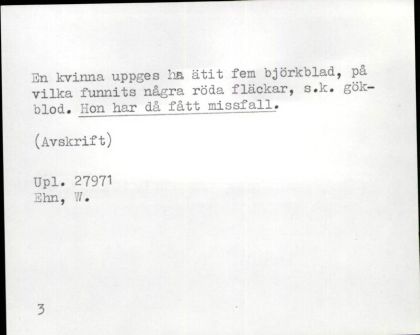 En kvinna uppges ha ätit fem björkblad, på
vilka funnits några röda fläckar, s.k. gök-
blod. Hon har då fått missfall.
(Avskrift)
Upl. 27971
Ehn, W.
3